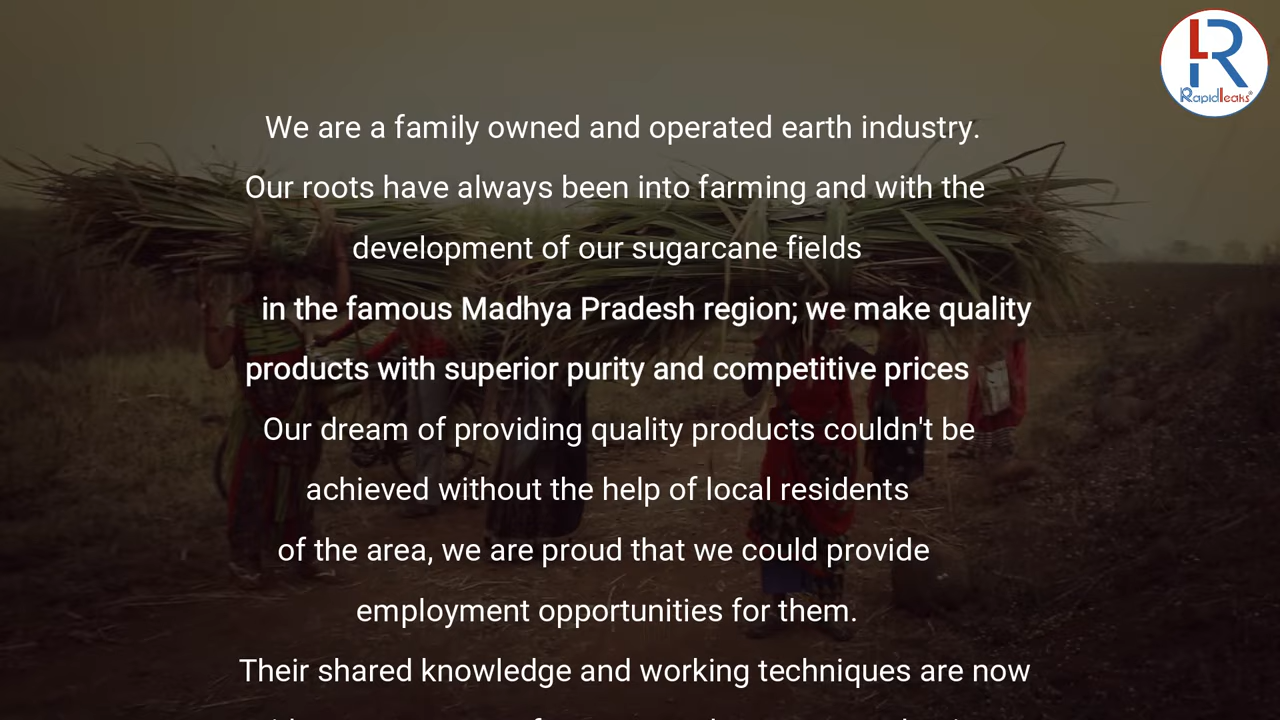 R
Rapidleaks
We are a family owned and operated earth industry.
Our roots have always been into farming and with the
development of our sugarcane fields
in the famous Madhya Pradesh region; we make quality
products with superior purity and competitive prices
Our dream of providing quality products couldn't be
achieved without the help of local residents
of the area, we are proud that we could provide
employment opportunities for them.
Their shared knowledge and working techniques are now